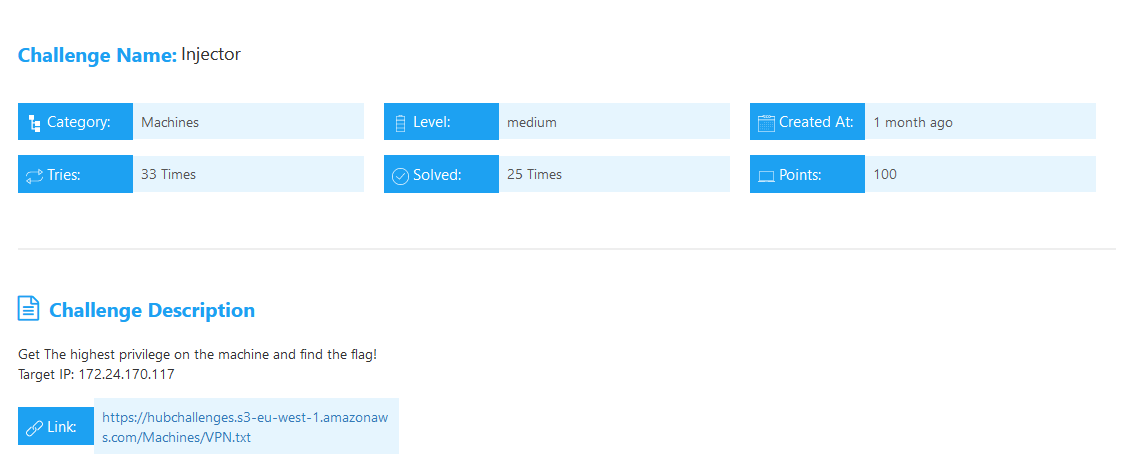 Challenge Name: Injector
Category: Machines Level: medium Created At: 1 month ago
Tries: 33 Times Solved: 25 Times Points: 100
Challenge Description
Get The highest privilege on the machine and find the flag!
Target IP: 172.24.170.117
Link: https://hubchallenges.s3-eu-west-1.amazonaw
s.com/Machines/VPN.txt